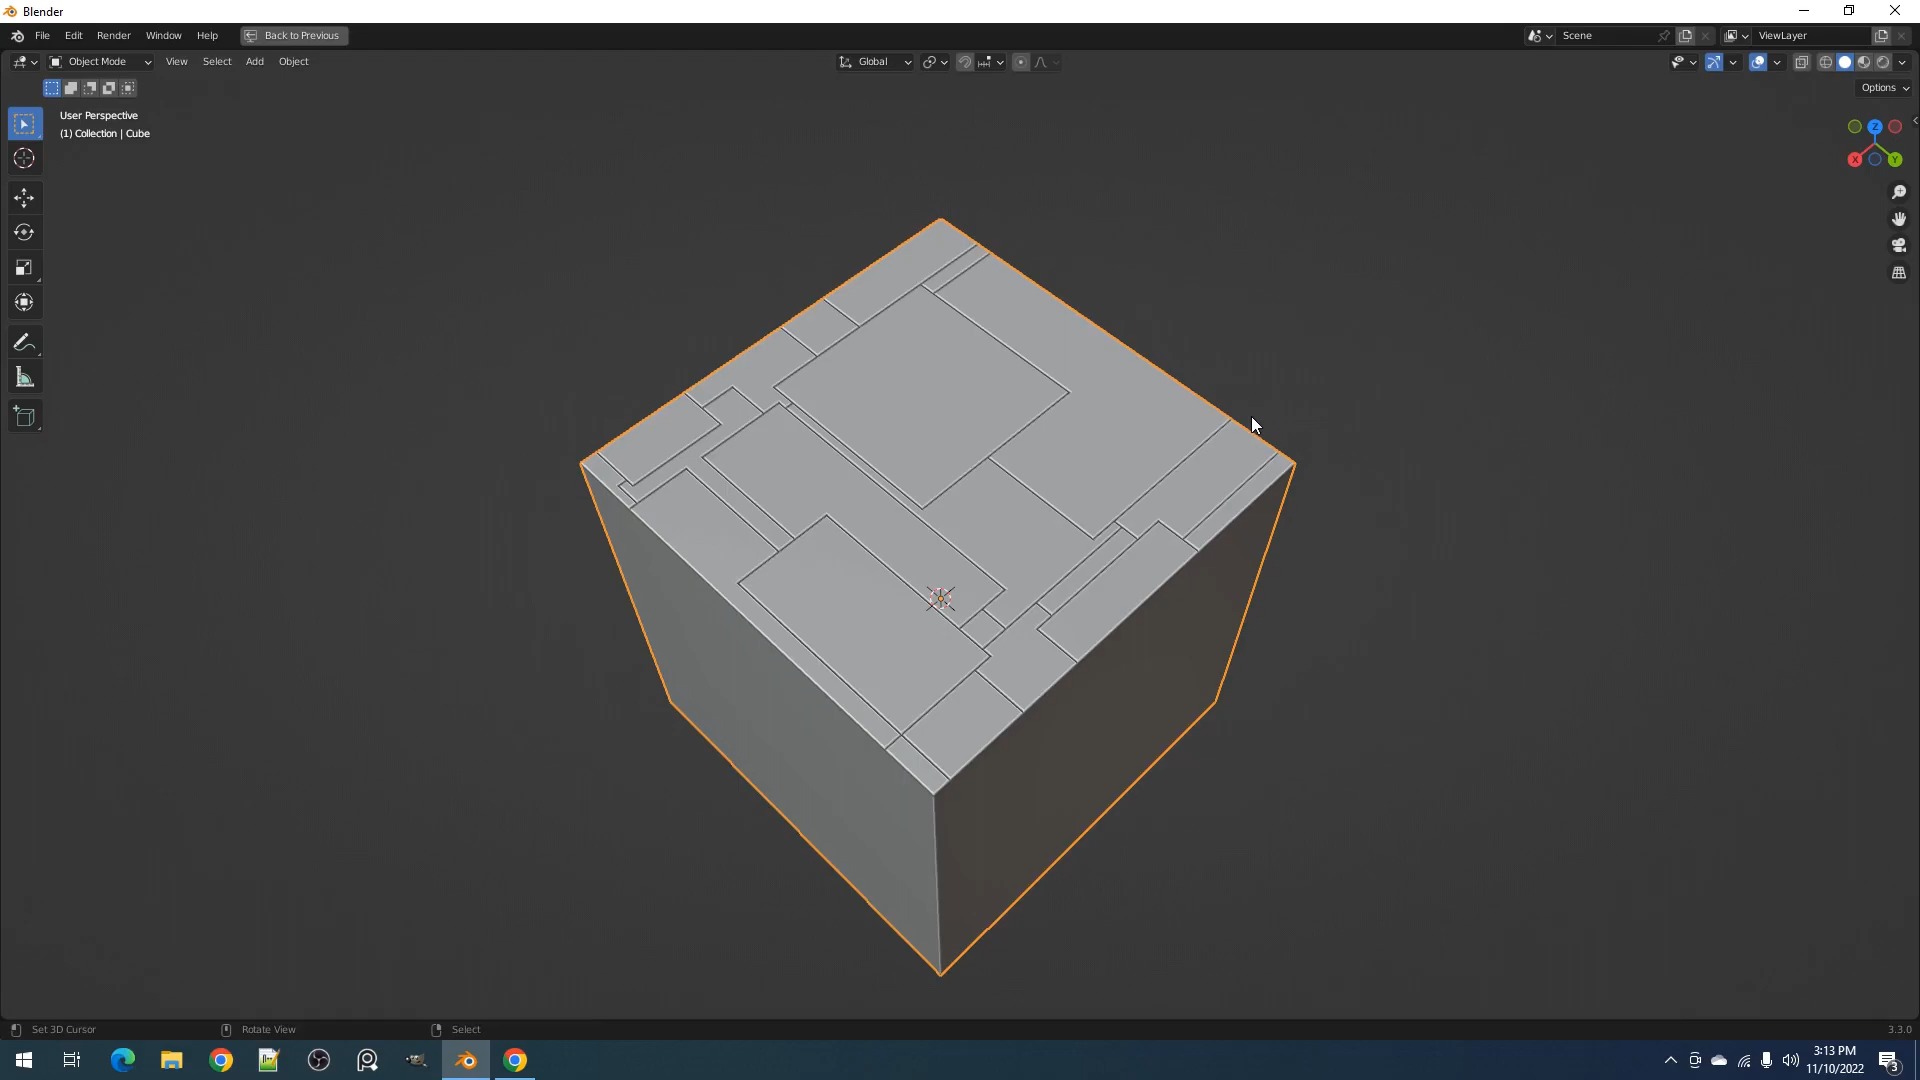 Blender
File Edit Render Window Help Back to Previous Scene ViewLayer
Object Mode View Select Add Object Global
Options
User Perspective
(1) Collection | Cube
Z
X Y
Set 3D Cursor Rotate View Select 3.3.0
3:13 PM
11/10/2022
3